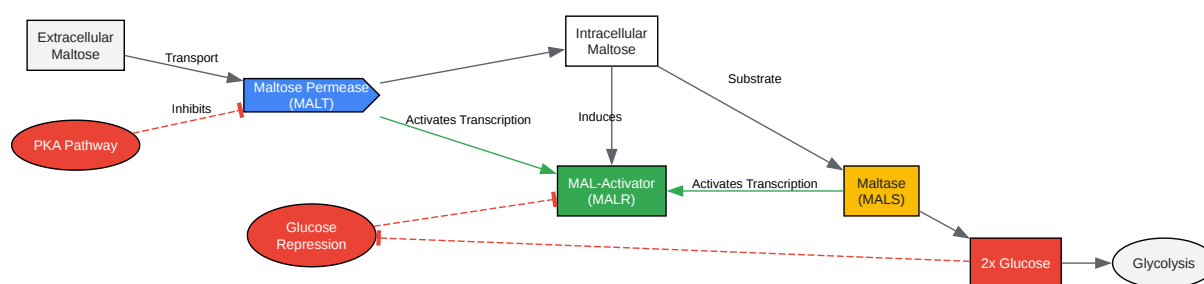 Extracellular
Maltose
Transport
Maltose Permease
(MALT)
Intracellular
Maltose
Substrate
Inhibits
PKA Pathway
Activates Transcription
Induces
MAL-Activator
(MALR)
Activates Transcription
Maltase
(MALS)
Glucose
Repression
2x Glucose
Glycolysis